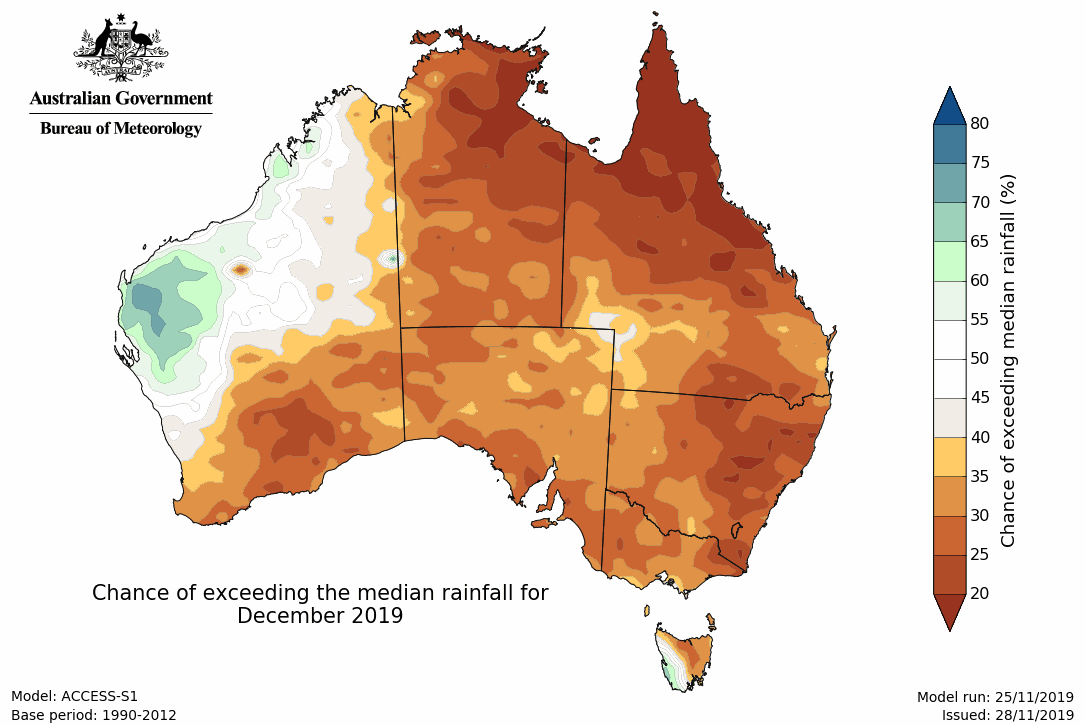 Australian Government
Bureau of Meteorology
80
75
70
65
60
55
50
45
40
35
30
25
20
Chance of exceeding median rainfall (%)
Chance of exceeding the median rainfall for
December 2019
Model: ACCESS-S1
Base period: 1990-2012
Model run: 25/11/2019
Issued: 28/11/2019